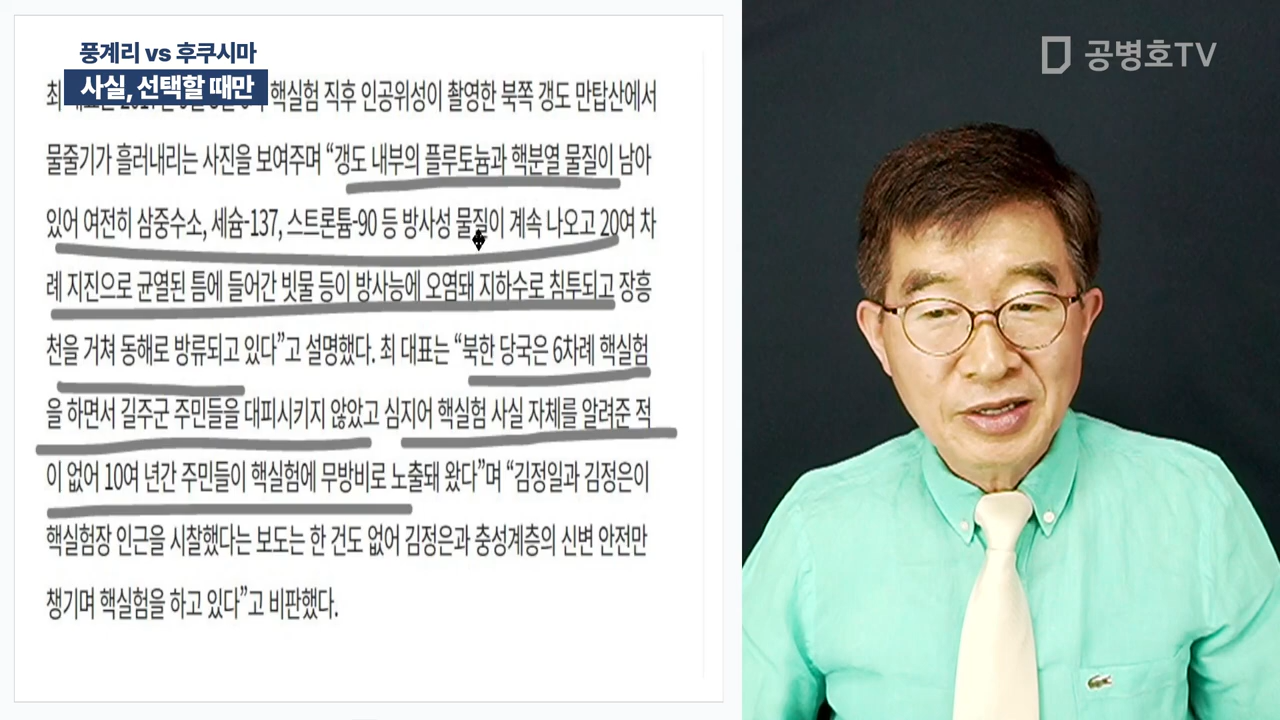 풍계리 vs 후쿠시마
사실, 선택할 때만
공병호TV
최 핵실험 직후 인공위성이 촬영한 북쪽 갱도 만탑산에서
물줄기가 흘러내리는 사진을 보여주며 “갱도 내부의 플루토늄과 핵분열 물질이 남아
있어 여전히 삼중수소, 세슘-137, 스트론튬-90 등 방사성 물질이 계속 나오고 20여 차
례 지진으로 균열된 틈에 들어간 빗물 등이 방사능에 오염돼 지하수로 침투되고 장흥
천을 거쳐 동해로 방류되고 있다”고 설명했다. 최 대표는 “북한 당국은 6차례 핵실험
을 하면서 길주군 주민들을 대피시키지 않았고 심지어 핵실험 사실 자체를 알려준 적
이 없어 10여 년간 주민들이 핵실험에 무방비로 노출돼 왔다”며 “김정일과 김정은이
핵실험장 인근을 시찰했다는 보도는 한 건도 없어 김정은과 충성계층의 신변 안전만
챙기며 핵실험을 하고 있다”고 비판했다.